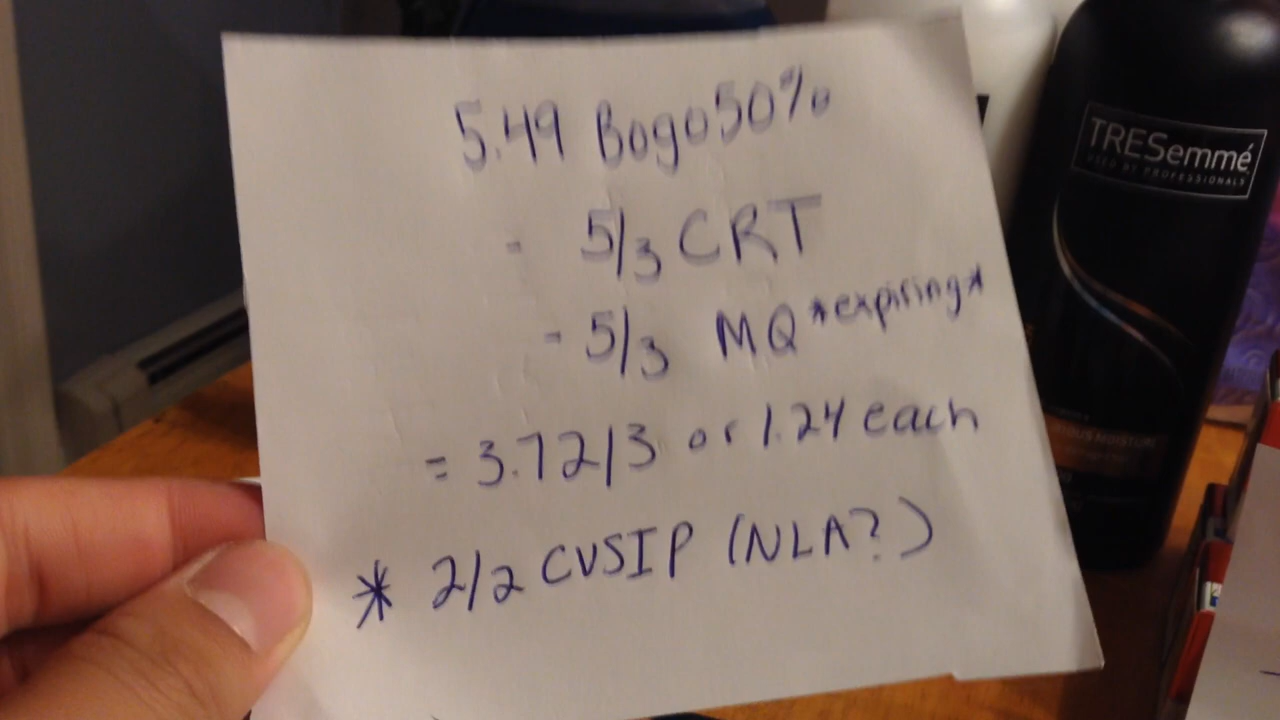 5.49 Bogo50%
- 5/3 CRT
- 5/3 MQ *expiring*
= 3.72/3 or 1.24 each
* 2/2 CVSIP (NLA?)
TRESemmé
USED BY PROFESSIONALS